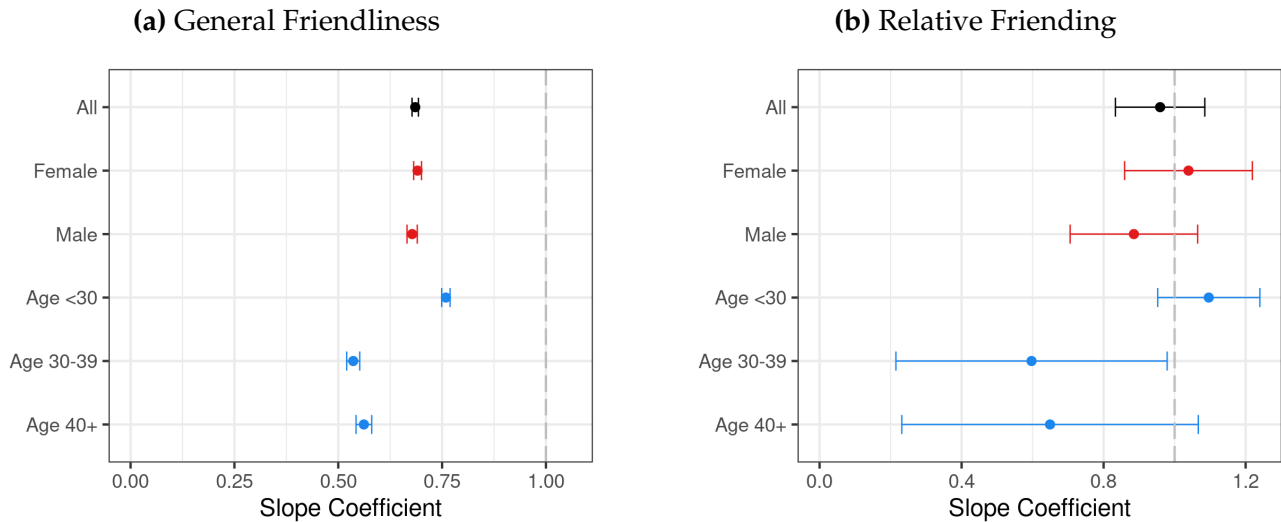 (a) General Friendliness
All
Female
Male
Age <30
Age 30-39
Age 40+
0.00 0.25 0.50 0.75 1.00
Slope Coefficient
(b) Relative Friending
All
Female
Male
Age <30
Age 30-39
Age 40+
0.0 0.4 0.8 1.2
Slope Coefficient